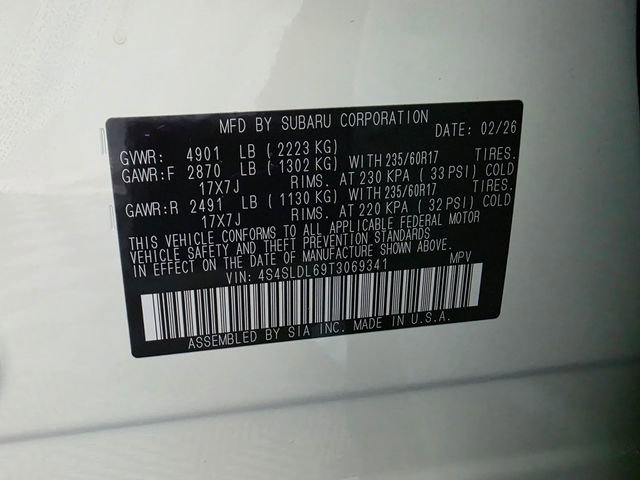 MFD BY SUBARU CORPORATION
DATE: 02/26
GVWR: 4901 LB ( 2223 KG)
GAWR:F 2870 LB ( 1302 KG) WITH 235/60R17 TIRES.
17X7J RIMS. AT 230 KPA ( 33 PSI) COLD
GAWR:R 2491 LB ( 1130 KG) WITH 235/60R17 TIRES.
17X7J RIMS. AT 220 KPA ( 32 PSI) COLD
THIS VEHICLE CONFORMS TO ALL APPLICABLE FEDERAL MOTOR
VEHICLE SAFETY AND THEFT PREVENTION STANDARDS
IN EFFECT ON THE DATE OF MANUFACTURE SHOWN ABOVE.
VIN: 4S4SLDL69T3069341 MPV
ASSEMBLED BY SIA INC. MADE IN U.S.A.